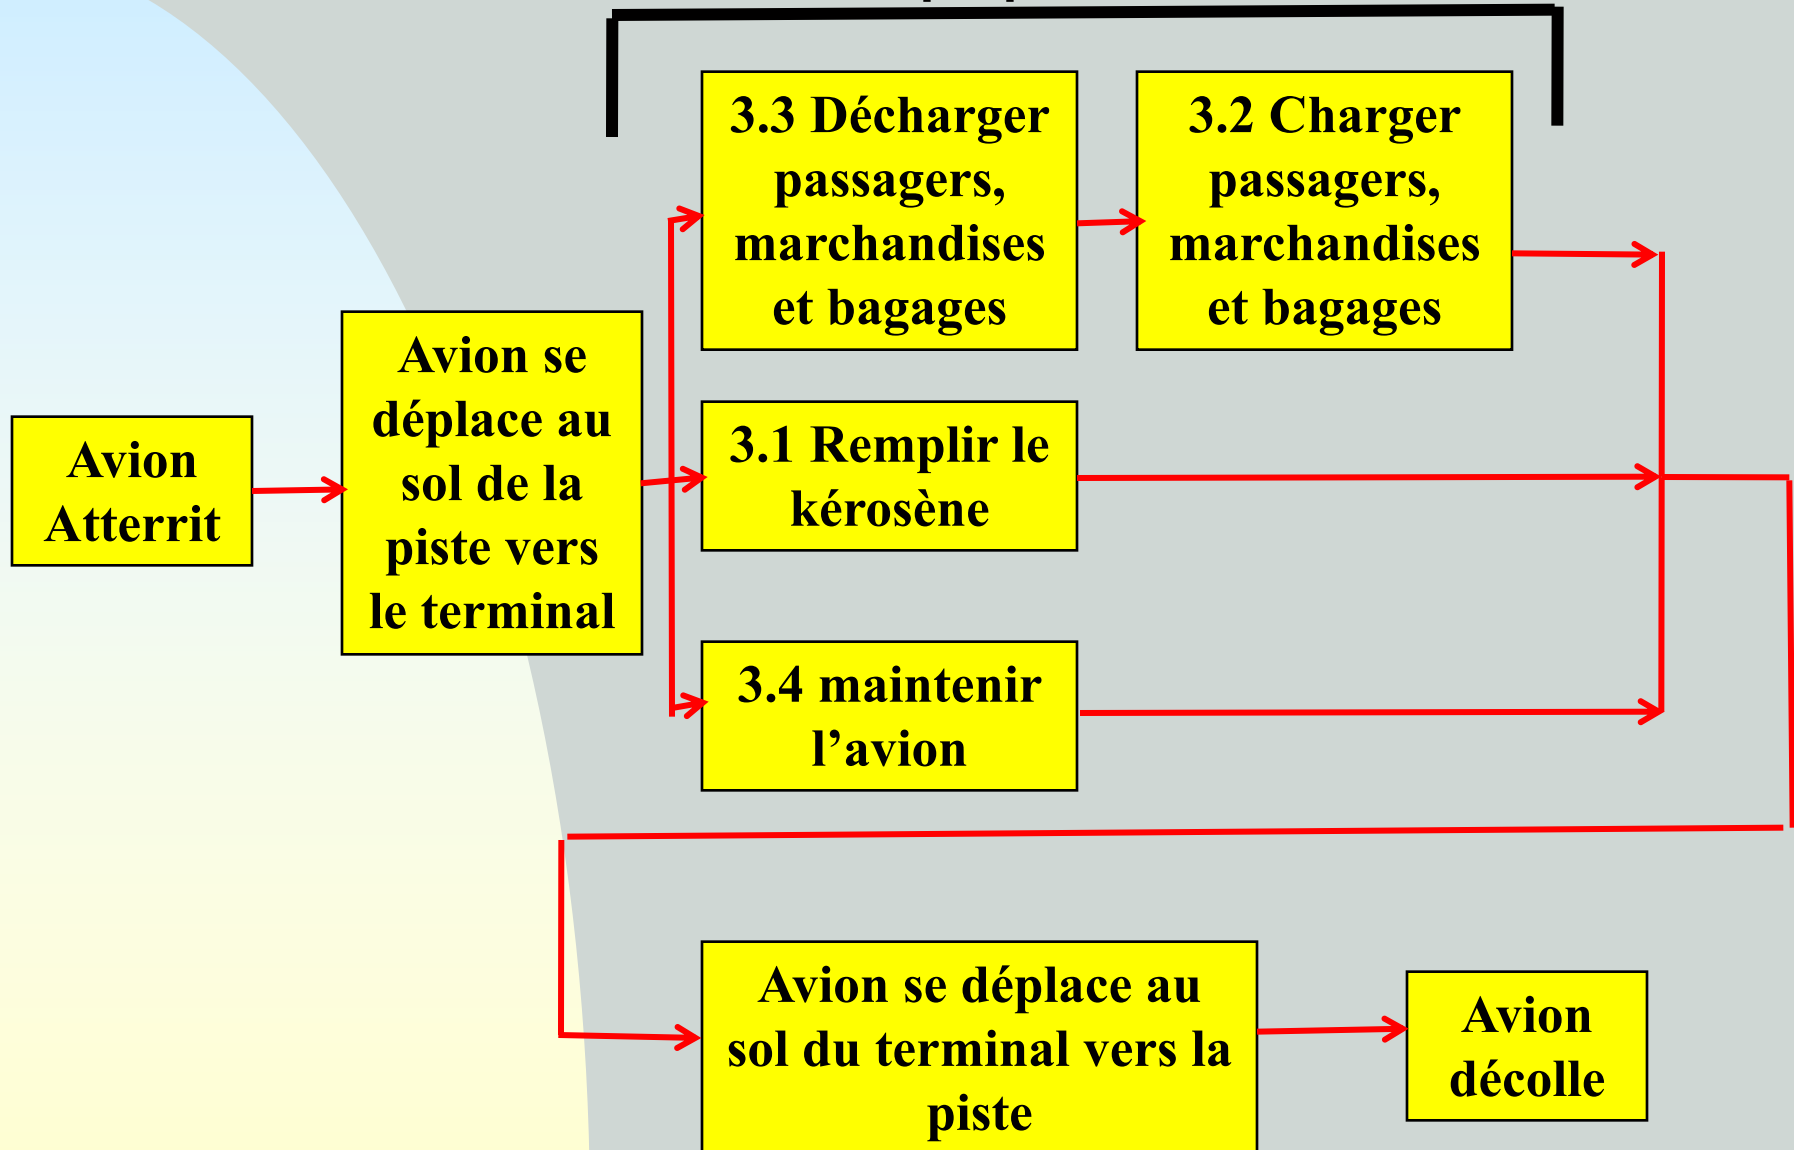 3.3 Décharger
passagers,
marchandises
et bagages
3.2 Charger
passagers,
marchandises
et bagages
Avion se
déplace au
sol de la
piste vers
le terminal
Avion
Atterrit
3.1 Remplir le
kérosène
3.4 maintenir
l’avion
Avion se déplace au
sol du terminal vers la
piste
Avion
décolle